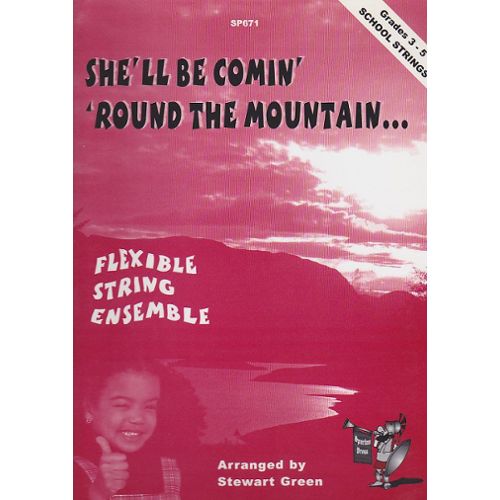 SP071
Grades 3 - 5
SCHOOL STRINGS
SHE'LL BE COMIN'
'ROUND THE MOUNTAIN...
FLEXIBLE
STRING
ENSEMBLE
Arranged by
Stewart Green